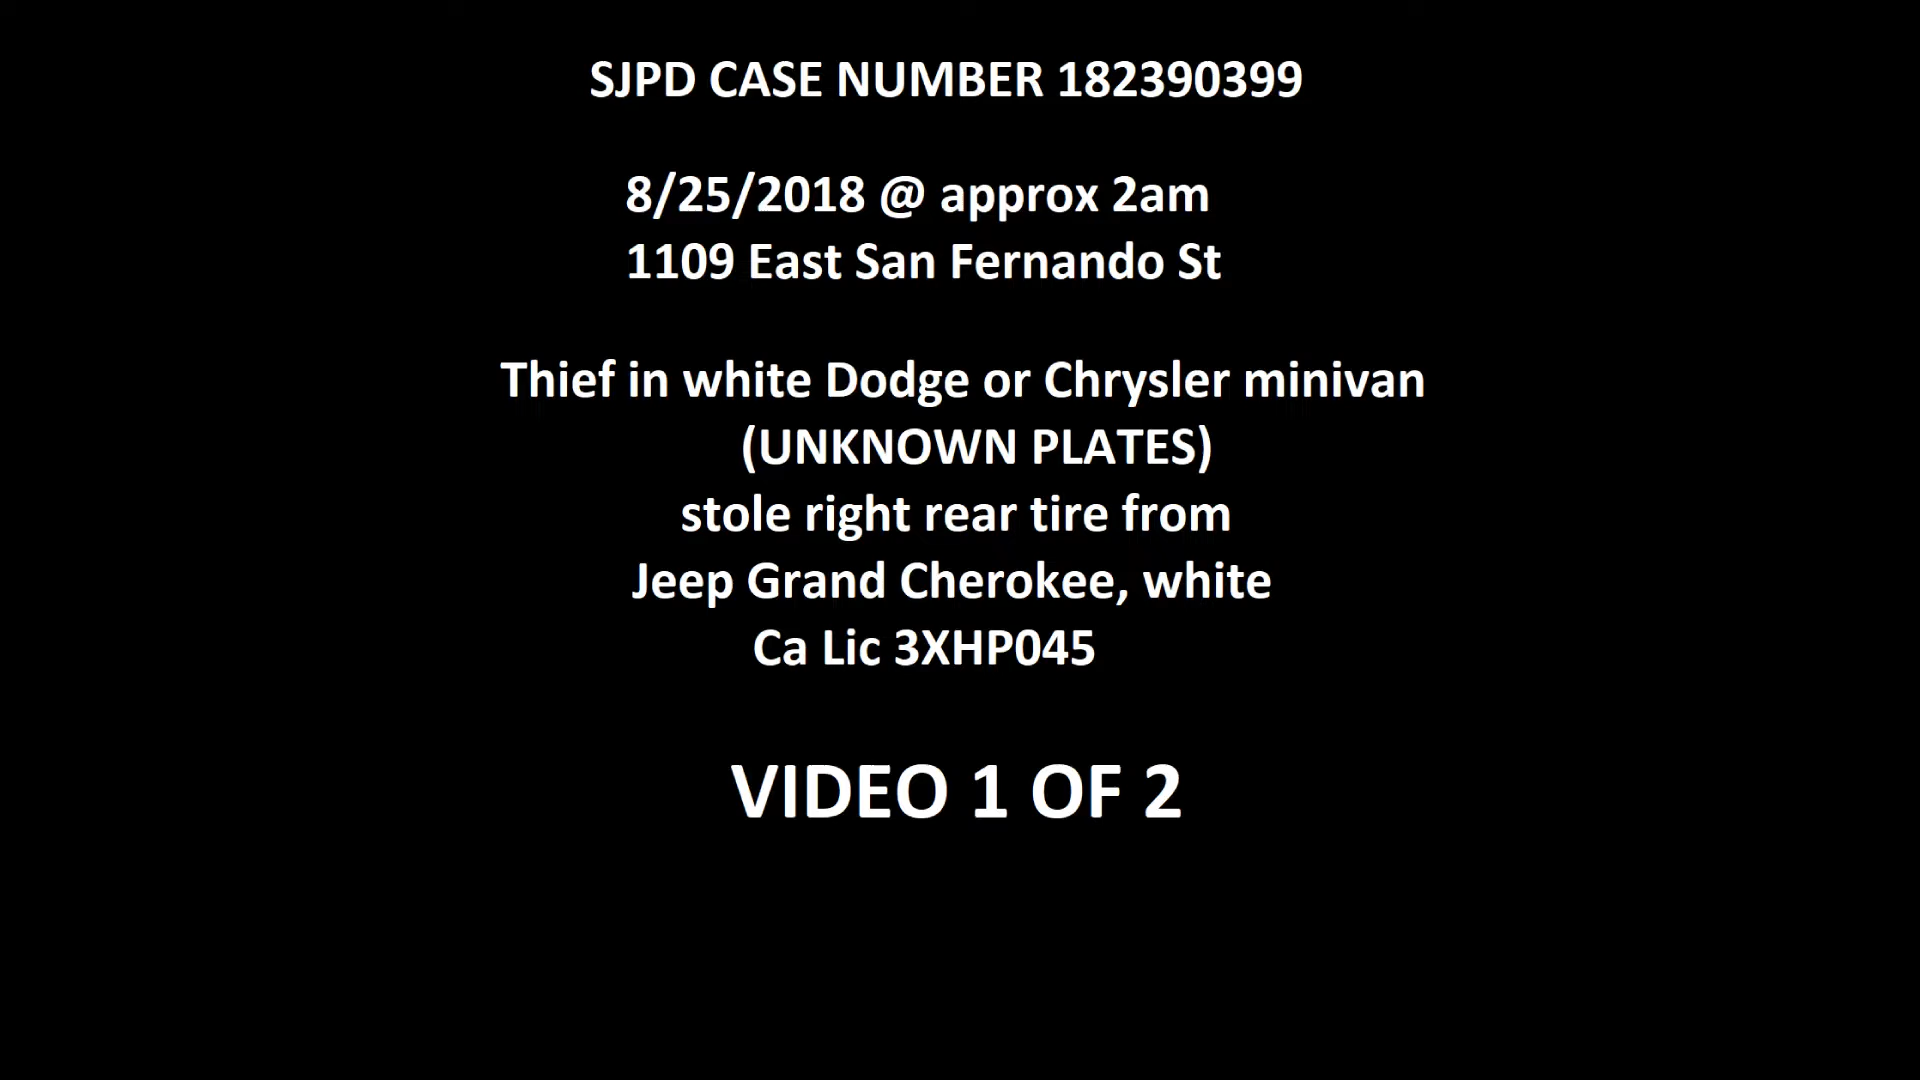 SJPD CASE NUMBER 182390399
8/25/2018 @ approx 2am
1109 East San Fernando St
Thief in white Dodge or Chrysler minivan
(UNKNOWN PLATES)
stole right rear tire from
Jeep Grand Cherokee, white
Ca Lic 3XHP045
VIDEO 1 OF 2